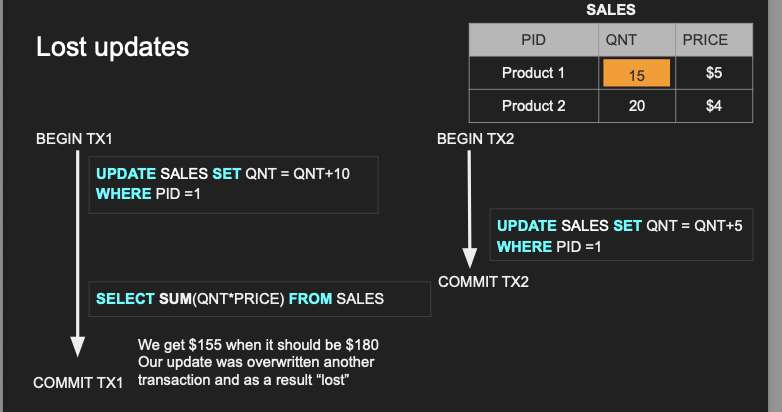 SALES
Lost updates
PID QNT PRICE
Product 1 15 $5
Product 2 20 $4
BEGIN TX1
BEGIN TX2
UPDATE SALES SET QNT = QNT+10
WHERE PID =1
UPDATE SALES SET QNT = QNT+5
WHERE PID =1
COMMIT TX2
SELECT SUM(QNT*PRICE) FROM SALES
We get $155 when it should be $180
Our update was overwritten another
transaction and as a result “lost”
COMMIT TX1